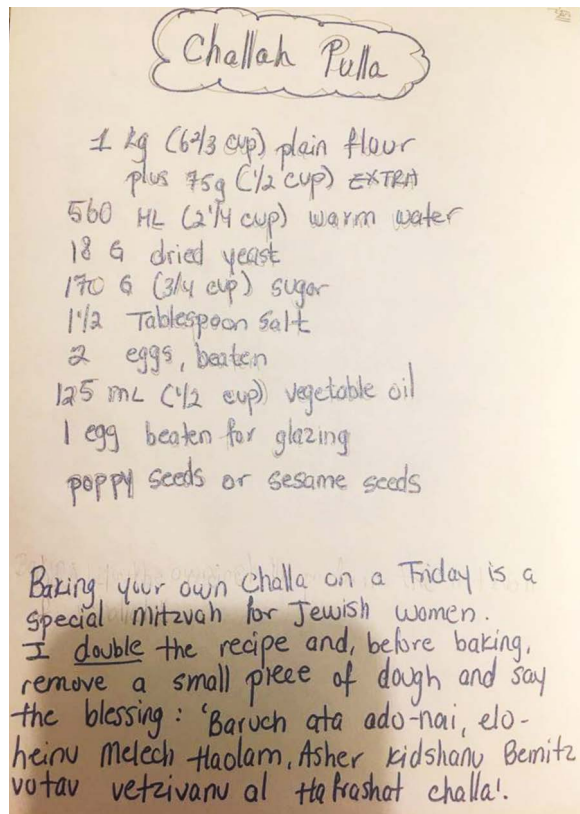 Challah Pulla
1 kg (6 2/3 cup) plain flour
plus 75g (1/2 cup) EXTRA
560 ML (2 1/4 cup) warm water
18 G dried yeast
170 G (3/4 cup) sugar
1 1/2 Tablespoon Salt
2 eggs, beaten
125 mL (1/2 cup) vegetable oil
1 egg beaten for glazing
poppy seeds or sesame seeds
Baking your own Challa on a Friday is a
special mitzvah for Jewish women.
I double the recipe and, before baking,
remove a small piece of dough and say
the blessing: 'Baruch ata ado-nai, elo-
heinu Melech Haolam, Asher kidshanu Bemitz
votav vetzivanu al Hafrashat challa'.